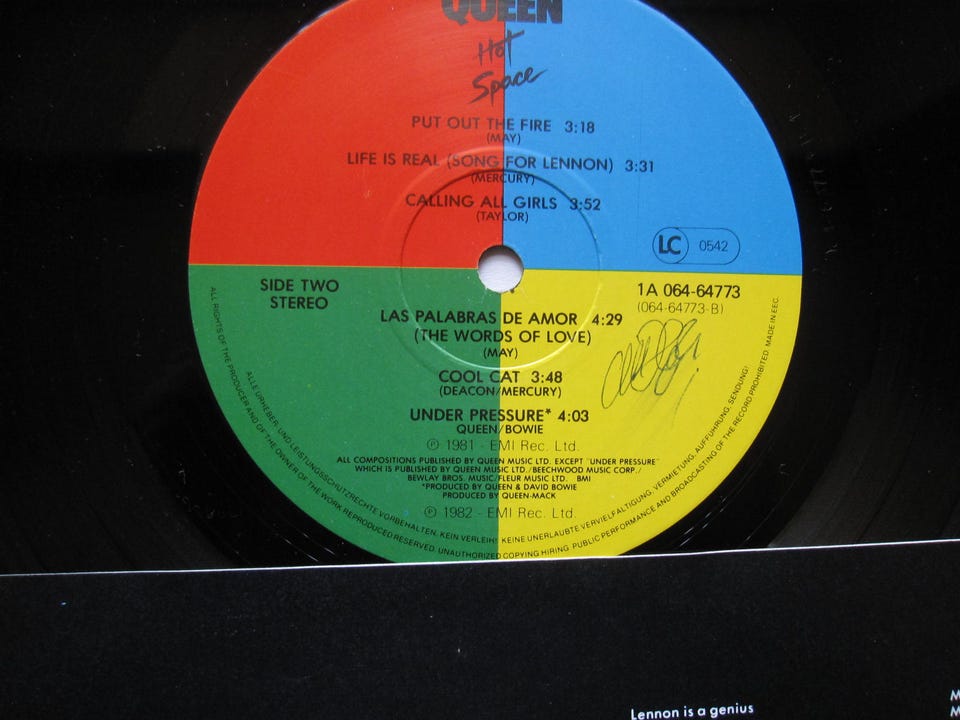 QUEEN
Hot
Space
PUT OUT THE FIRE 3:18
(MAY)
LIFE IS REAL (SONG FOR LENNON) 3:31
(MERCURY)
CALLING ALL GIRLS 3:52
(TAYLOR)
LC 0542
SIDE TWO
STEREO
1A 064-64773
(064-64773-B)
LAS PALABRAS DE AMOR 4:29
(THE WORDS OF LOVE)
(MAY)
COOL CAT 3:48
(DEACON/MERCURY)
UNDER PRESSURE* 4:03
QUEEN/BOWIE
℗ 1981 - EMI Rec. Ltd.
ALL COMPOSITIONS PUBLISHED BY QUEEN MUSIC LTD. EXCEPT "UNDER PRESSURE"
WHICH IS PUBLISHED BY QUEEN MUSIC LTD./BEECHWOOD MUSIC CORP./
BEWLAY BROS. MUSIC/FLEUR MUSIC LTD. BMI
*PRODUCED BY QUEEN & DAVID BOWIE
PRODUCED BY QUEEN-MACK
℗ 1982 - EMI Rec. Ltd.
ALLE URHEBER- UND LEISTUNGSSCHUTZRECHTE VORBEHALTEN. KEIN VERLEIH! KEINE UNERLAUBTE VERVIELFÄLTIGUNG, VERMIETUNG, AUFFÜHRUNG, SENDUNG!
ALL RIGHTS OF THE PRODUCER AND OF THE OWNER OF THE WORK REPRODUCED RESERVED. UNAUTHORIZED COPYING HIRING PUBLIC PERFORMANCE AND BROADCASTING OF THE RECORD PROHIBITED. MADE IN EEC.
Lennon is a genius
M
M